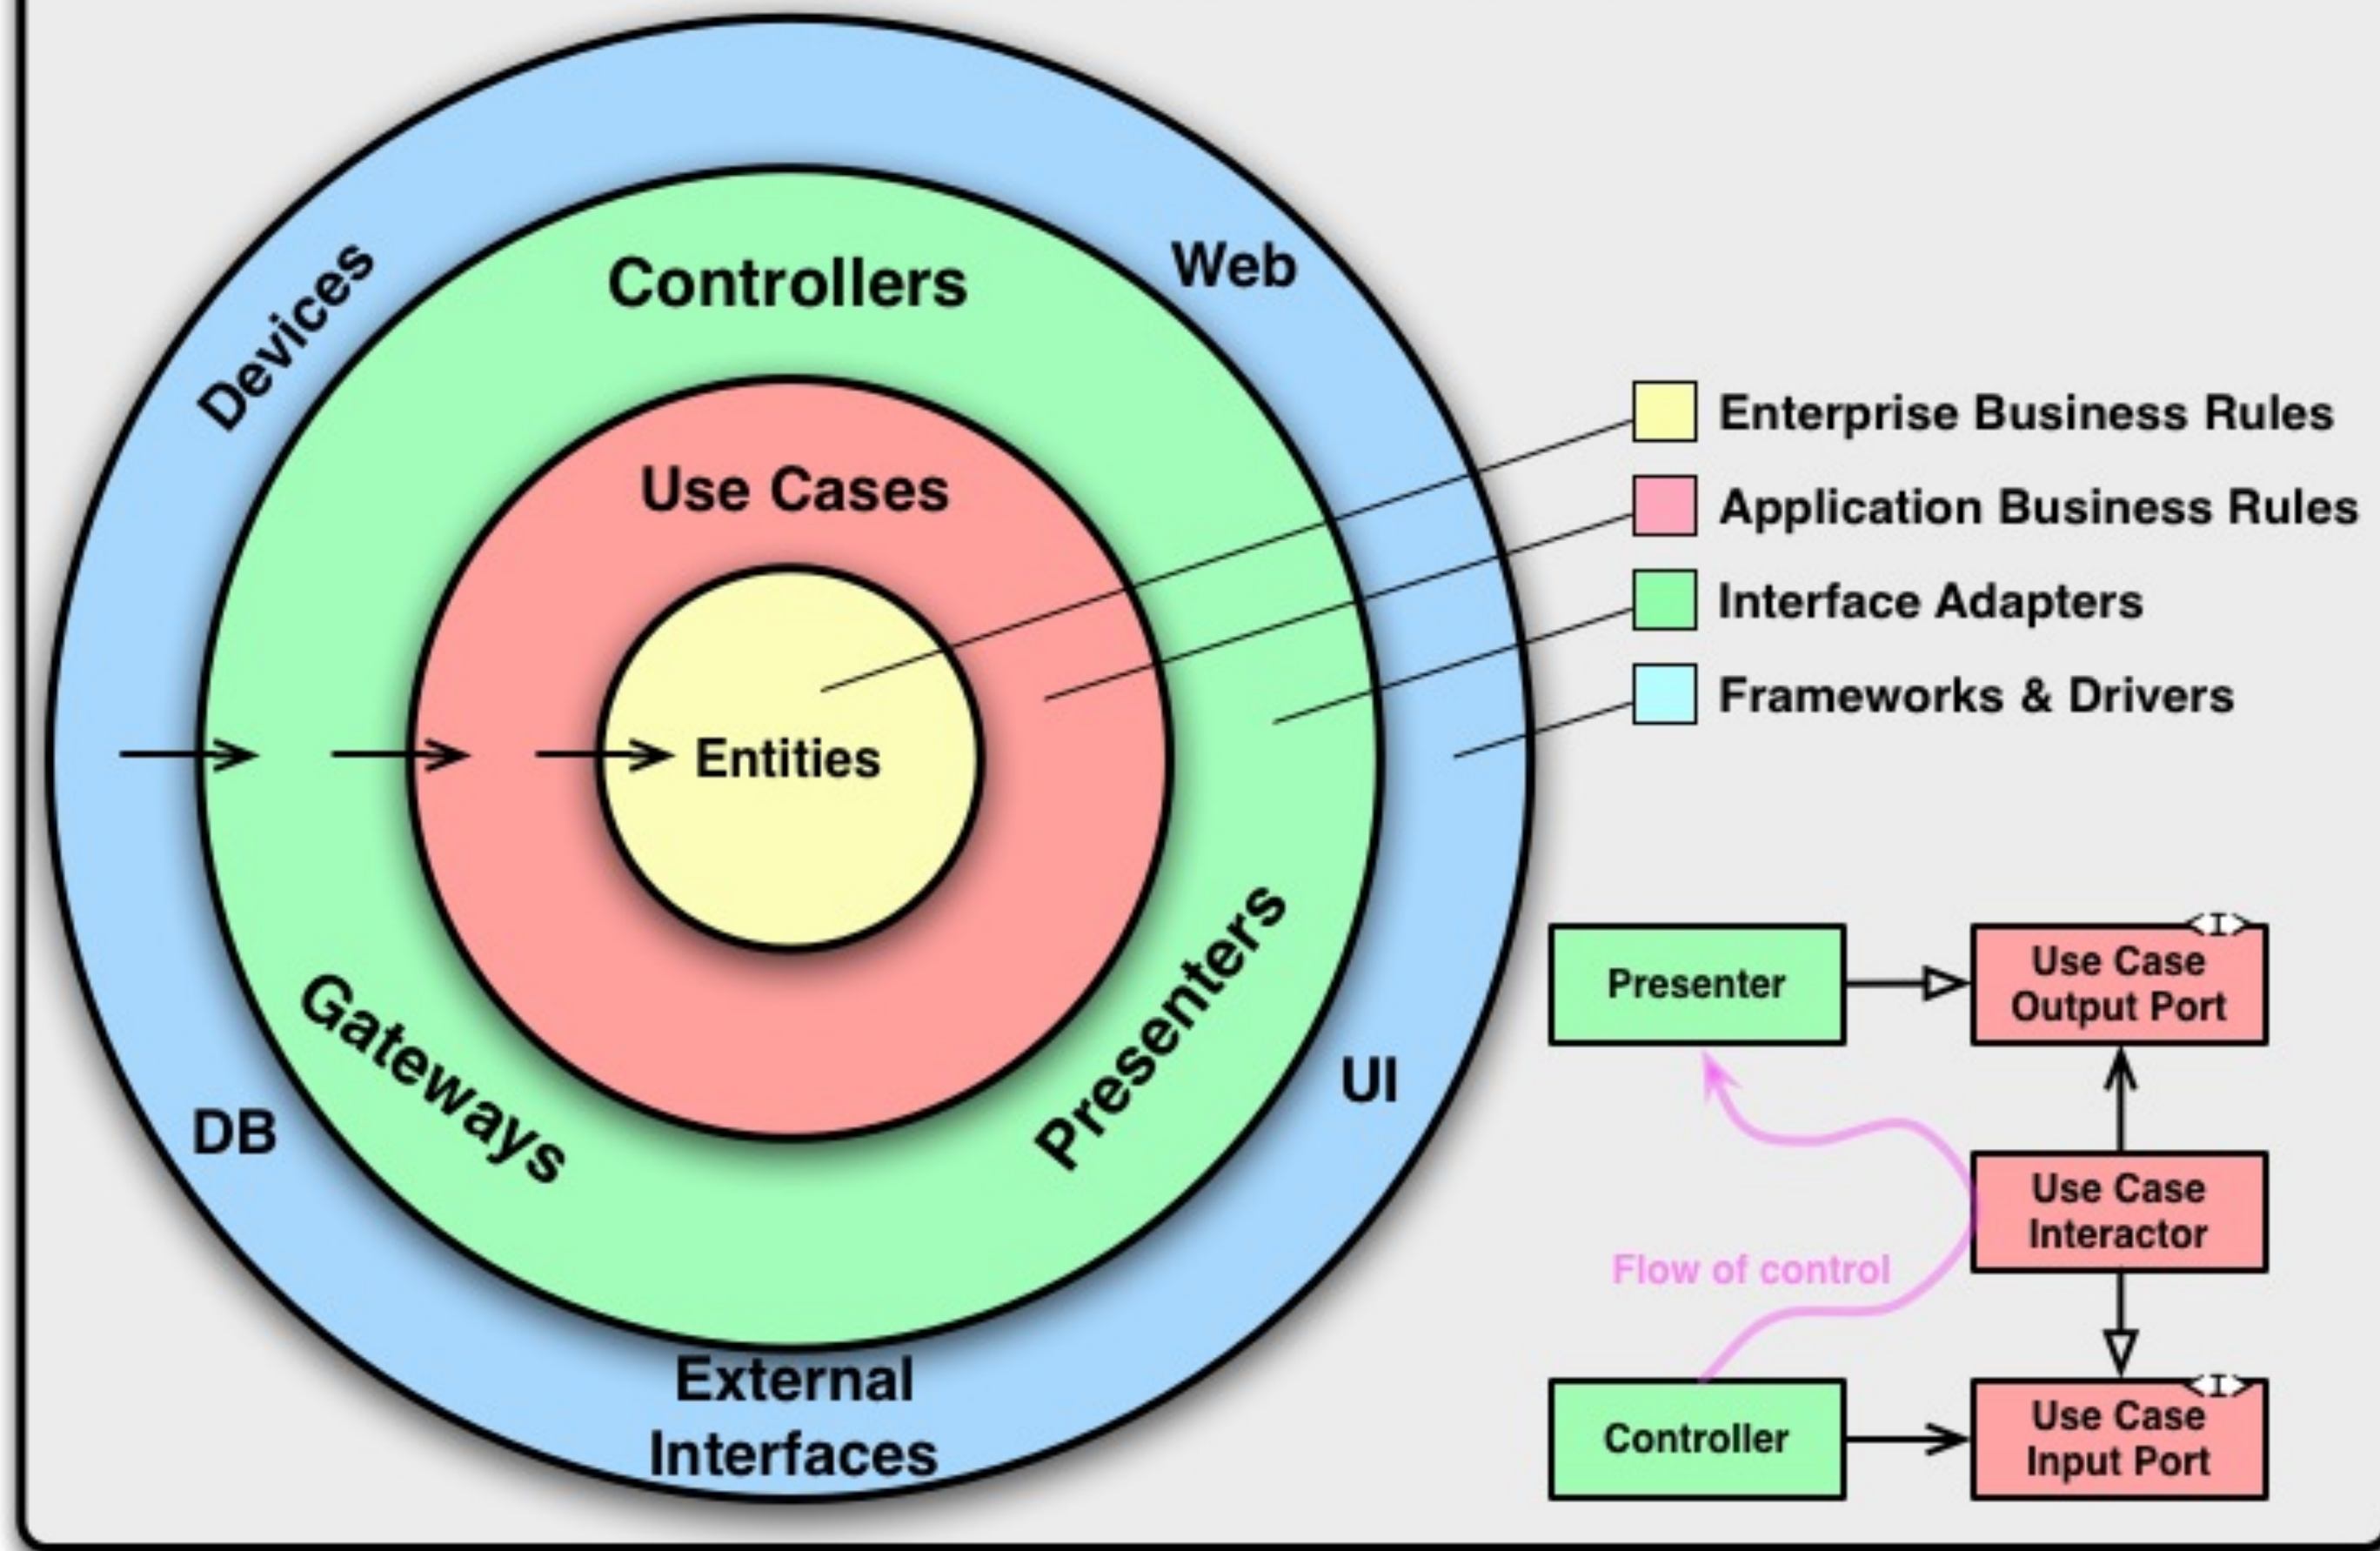 Devices
Web
Controllers
Use Cases
Entities
Gateways
Presenters
DB
UI
External
Interfaces
Enterprise Business Rules
Application Business Rules
Interface Adapters
Frameworks & Drivers
Presenter
<I>
Use Case
Output Port
Use Case
Interactor
Flow of control
Controller
<I>
Use Case
Input Port